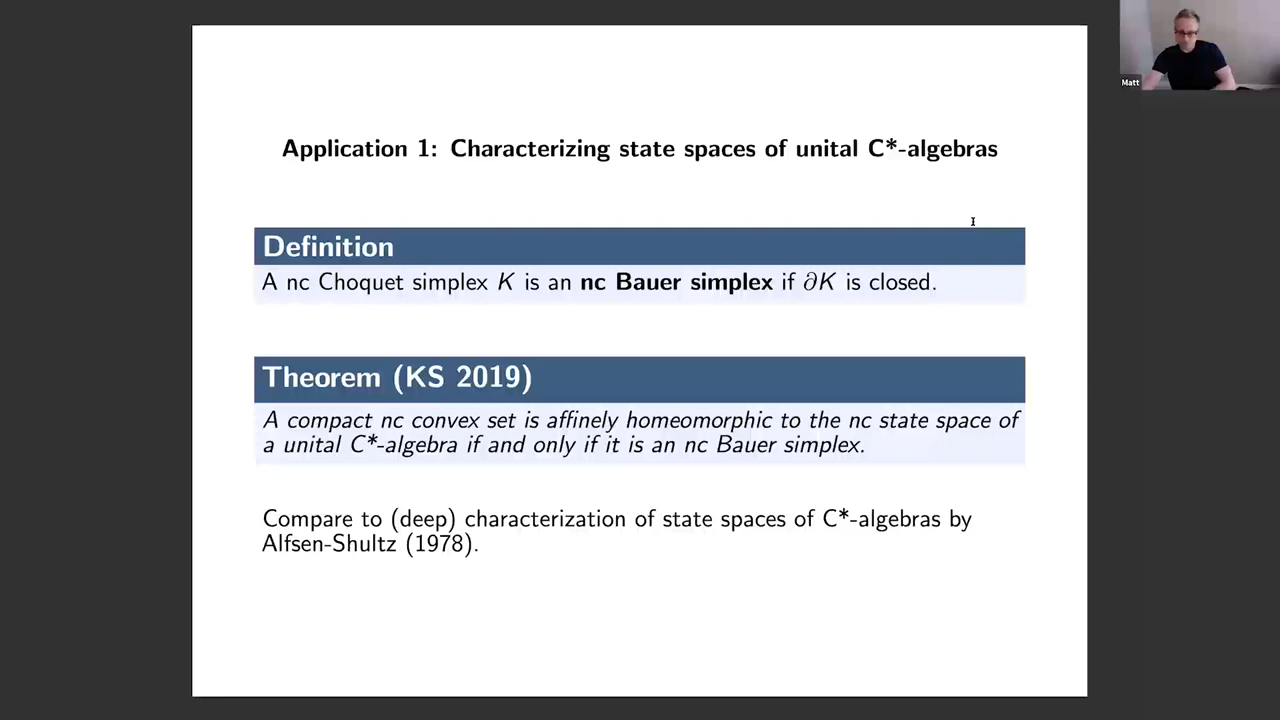 Matt
Application 1: Characterizing state spaces of unital C*-algebras
Definition
A nc Choquet simplex K is an nc Bauer simplex if ∂K is closed.
Theorem (KS 2019)
A compact nc convex set is affinely homeomorphic to the nc state space of
a unital C*-algebra if and only if it is an nc Bauer simplex.
Compare to (deep) characterization of state spaces of C*-algebras by
Alfsen-Shultz (1978).